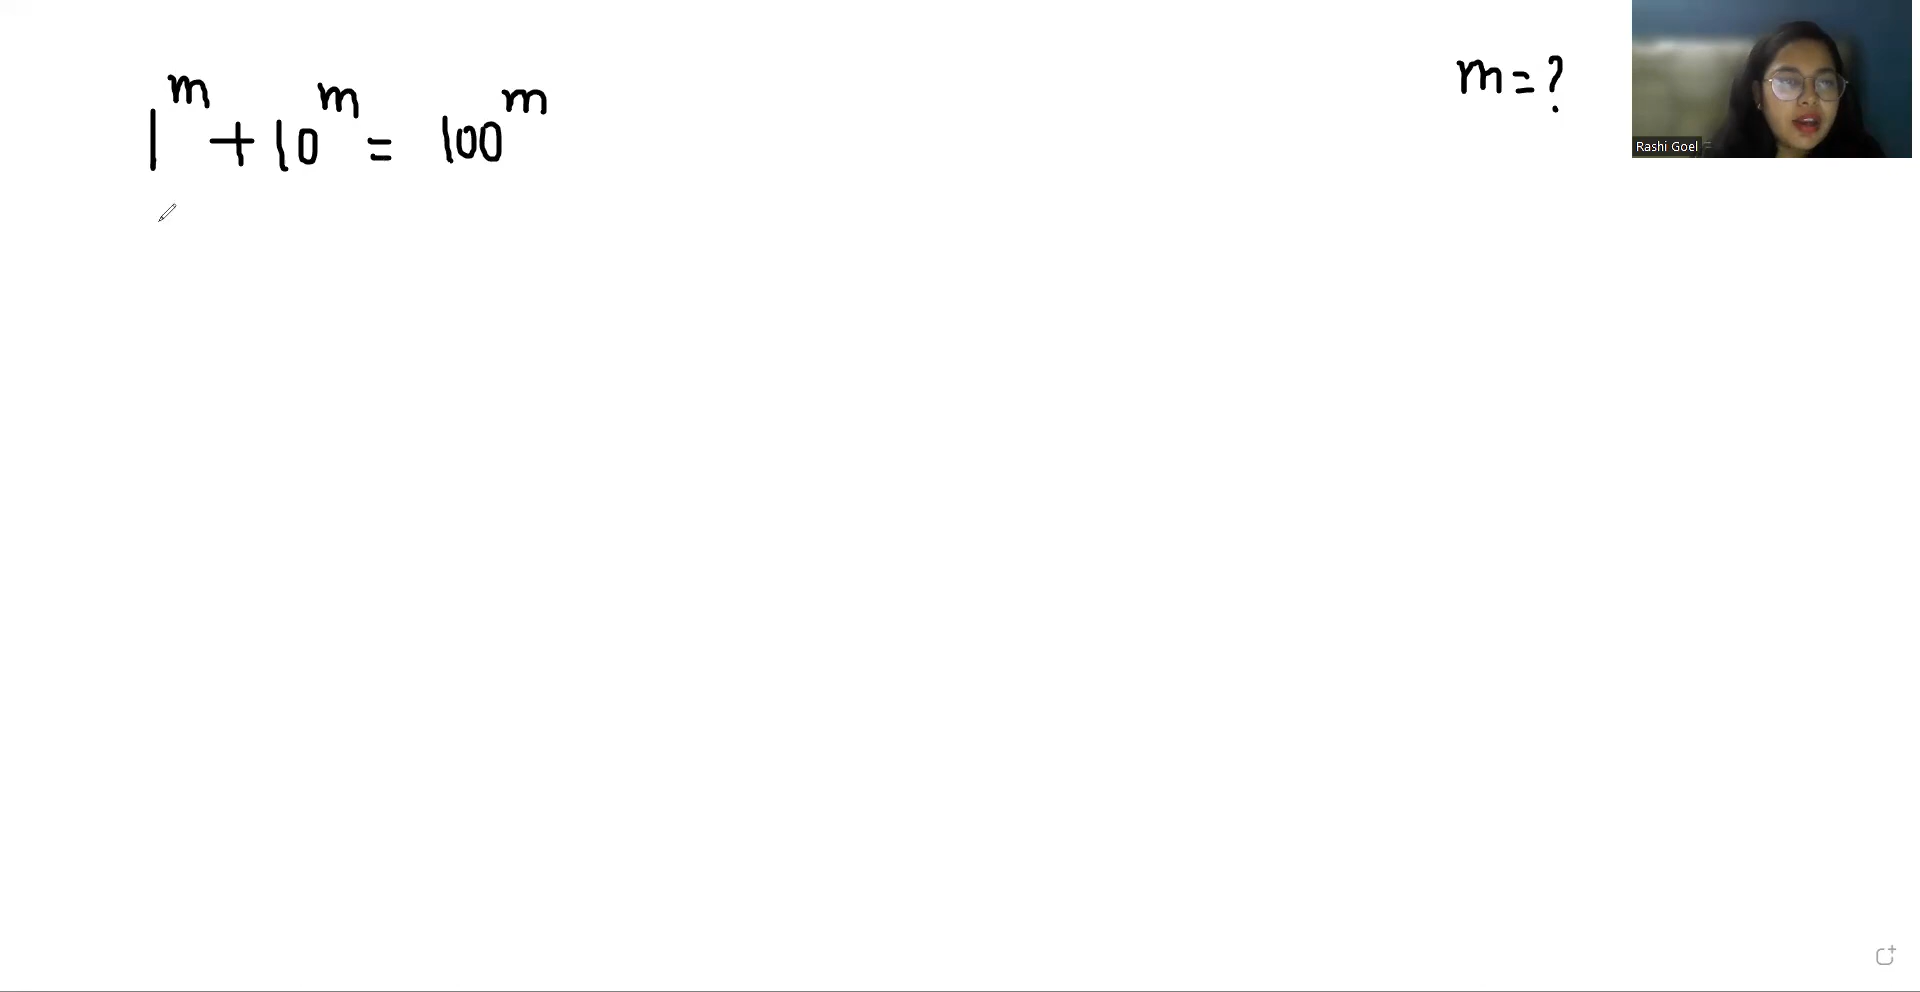 1^m + 10^m = 100^m
m = ?
Rashi Goel